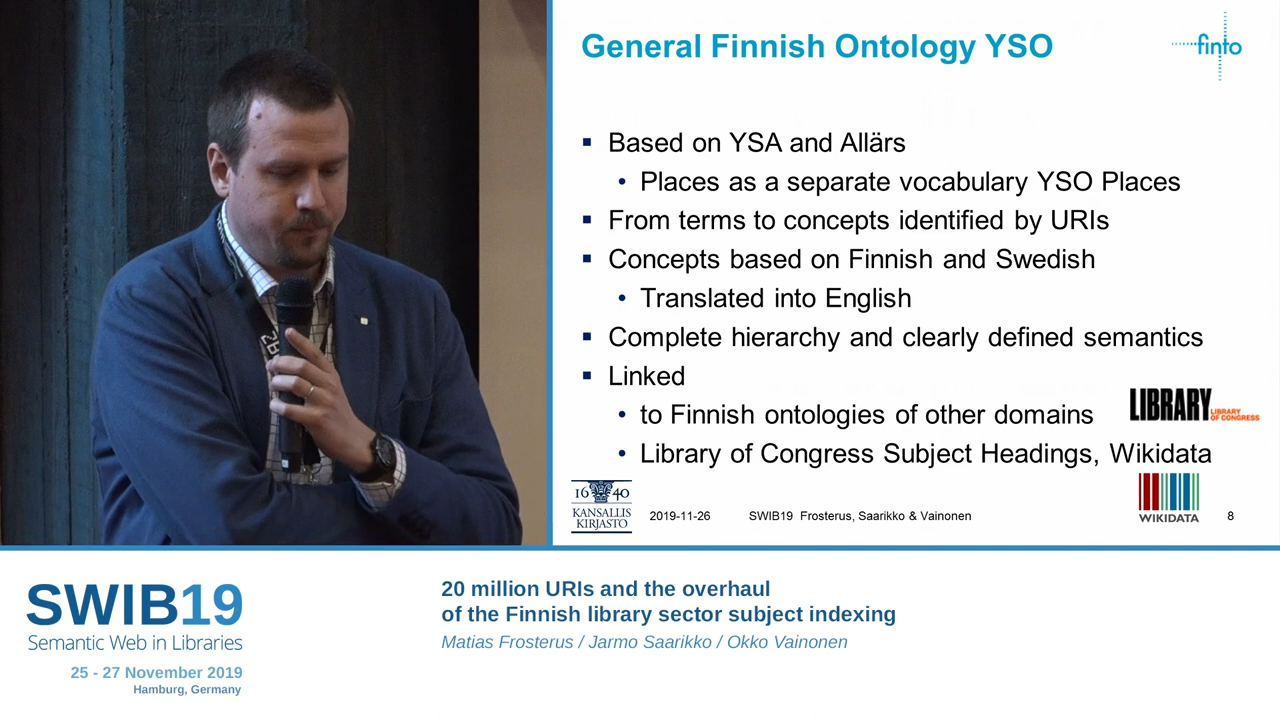 General Finnish Ontology YSO
finto
▪ Based on YSA and Allärs
• Places as a separate vocabulary YSO Places
▪ From terms to concepts identified by URIs
▪ Concepts based on Finnish and Swedish
• Translated into English
▪ Complete hierarchy and clearly defined semantics
▪ Linked
• to Finnish ontologies of other domains
LIBRARY LIBRARY OF CONGRESS
• Library of Congress Subject Headings, Wikidata
1640
KANSALLIS
KIRJASTO
2019-11-26 SWIB19 Frosterus, Saarikko & Vainonen
WIKIDATA
8
SWIB19
Semantic Web in Libraries
25 - 27 November 2019
Hamburg, Germany
20 million URIs and the overhaul
of the Finnish library sector subject indexing
Matias Frosterus / Jarmo Saarikko / Okko Vainonen